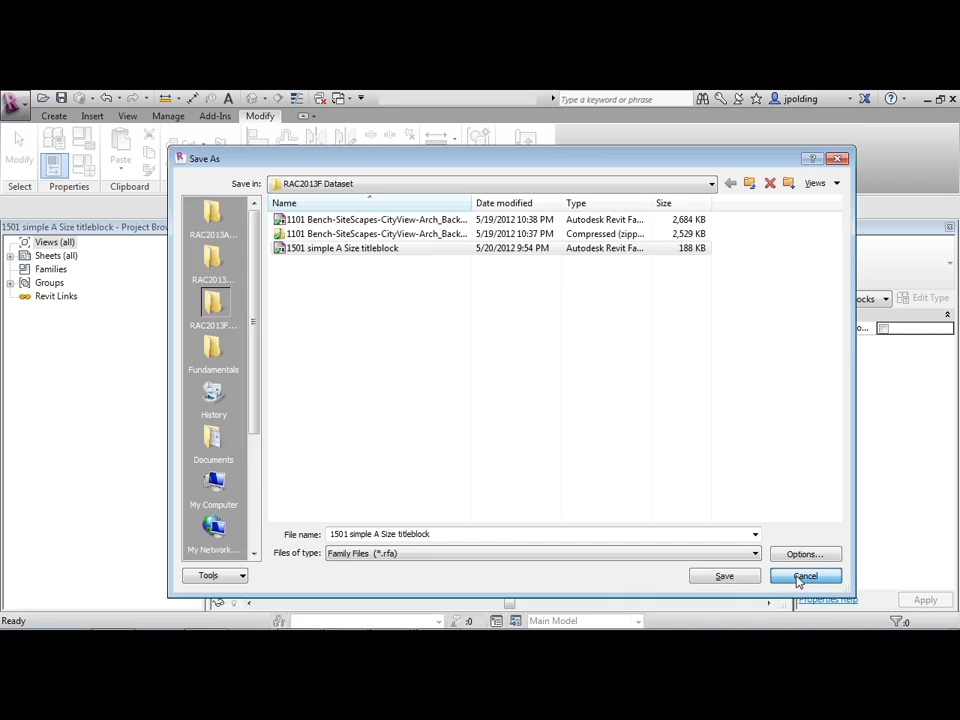 Type a keyword or phrase
jpolding
Create Insert View Manage Add-Ins Modify
Modify
Paste
Select Properties Clipboard
1501 simple A Size titleblock - Project Brow
Views (all)
Sheets (all)
Families
Groups
Revit Links
Save As
Save in: RAC2013F Dataset
Views
Name Date modified Type Size
1101 Bench-SiteScapes-CityView-Arch_Back... 5/19/2012 10:38 PM Autodesk Revit Fa... 2,684 KB
1101 Bench-SiteScapes-CityView-Arch_Back... 5/19/2012 10:37 PM Compressed (zipp... 2,529 KB
1501 simple A Size titleblock 5/20/2012 9:54 PM Autodesk Revit Fa... 188 KB
RAC2013A...
RAC2013...
RAC2013F...
Fundamentals
History
Documents
My Computer
My Network...
File name: 1501 simple A Size titleblock
Files of type: Family Files (*.rfa)
Options...
Tools
Save
Cancel
ocks
Edit Type
o...
Properties help
Apply
Ready
:0
Main Model
:0